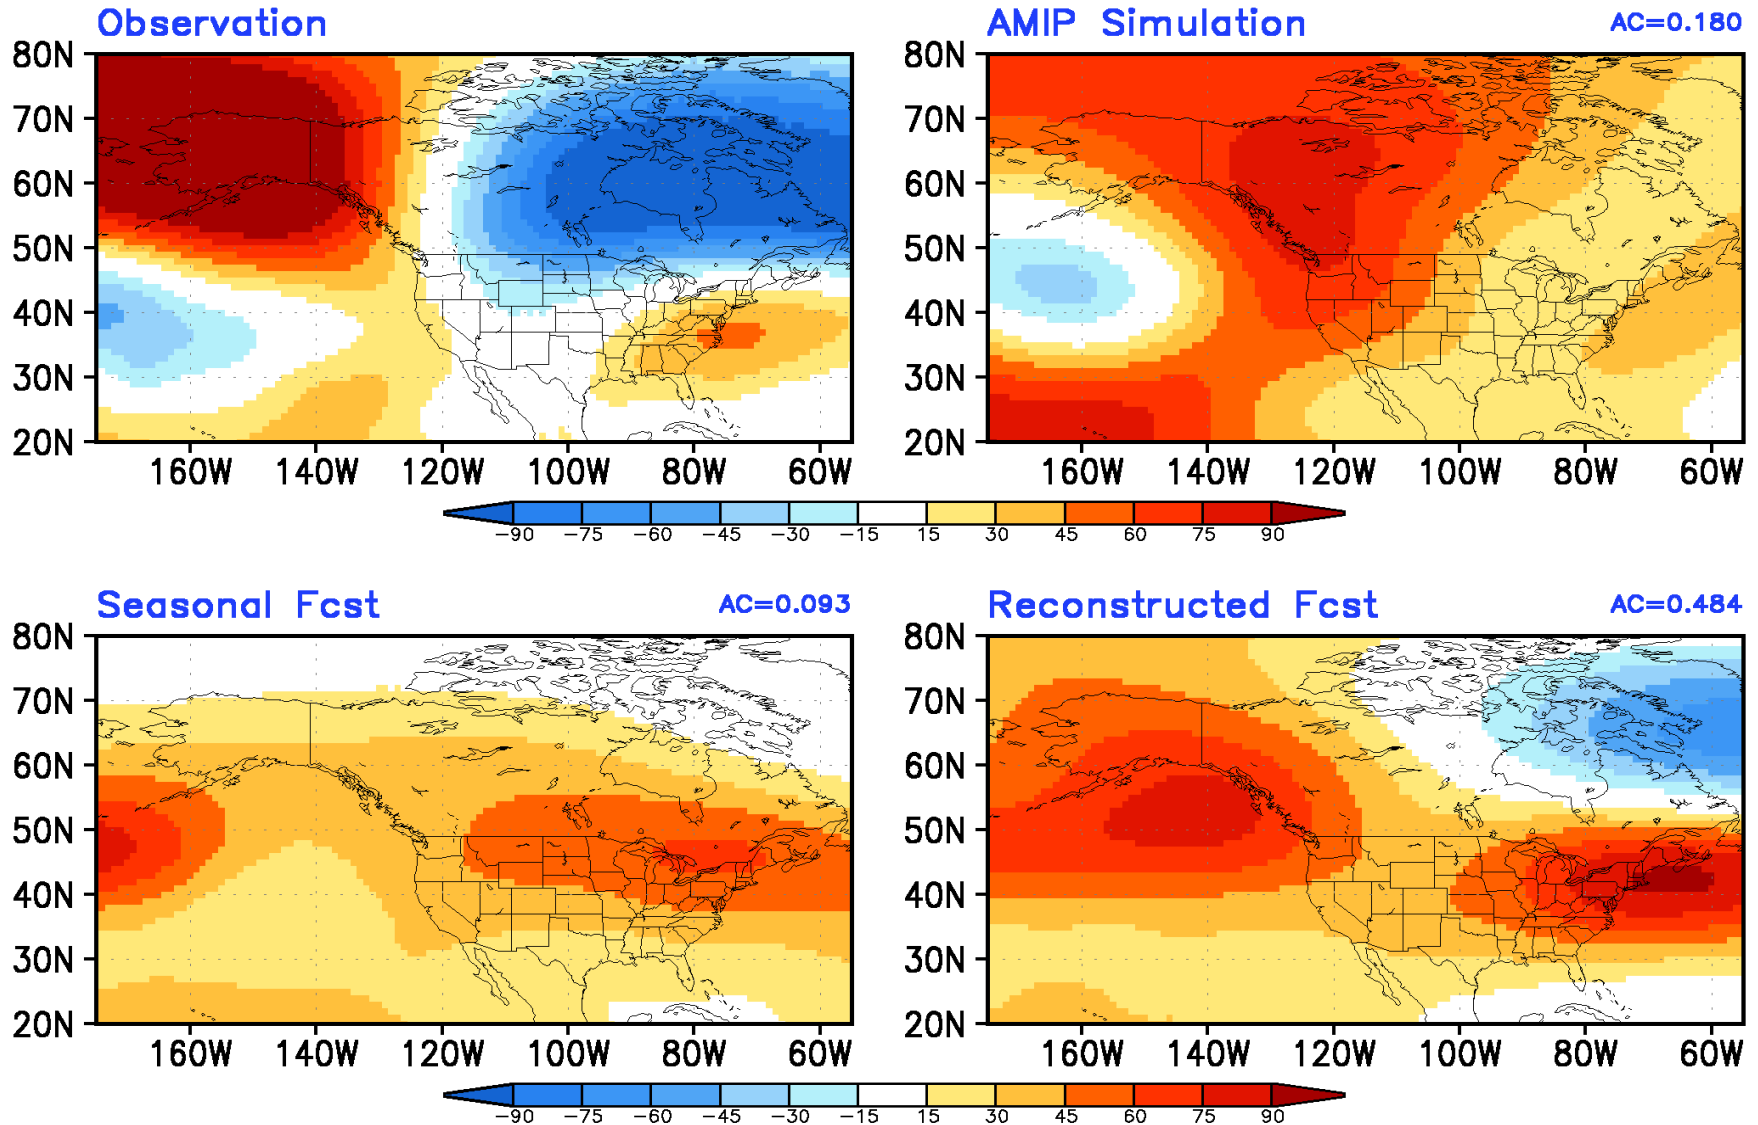 Observation
AMIP Simulation AC=0.180
80N
70N
60N
50N
40N
30N
20N
160W 140W 120W 100W 80W 60W
80N
70N
60N
50N
40N
30N
20N
160W 140W 120W 100W 80W 60W
−90 −75 −60 −45 −30 −15 15 30 45 60 75 90
Seasonal Fcst AC=0.093
Reconstructed Fcst AC=0.484
80N
70N
60N
50N
40N
30N
20N
160W 140W 120W 100W 80W 60W
80N
70N
60N
50N
40N
30N
20N
160W 140W 120W 100W 80W 60W
−90 −75 −60 −45 −30 −15 15 30 45 60 75 90